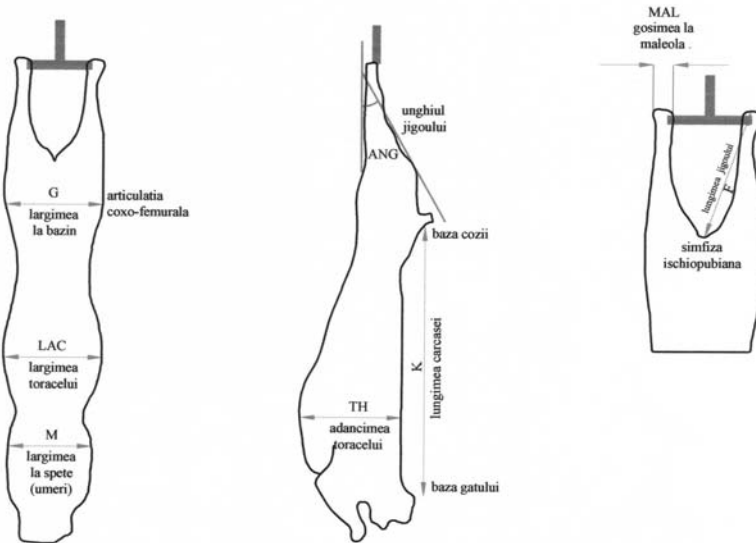 G
largimea
la bazin
articulatia
coxo-femurala
LAC
largimea
toracelui
M
largimea
la spete
(umeri)
unghiul
jigoului
ANG
baza cozii
K
lungimea carcasei
TH
adancimea
toracelui
baza gatului
MAL
gosimea la
maleola .
lungimea jigoului
F
simfiza
ischiopubiana